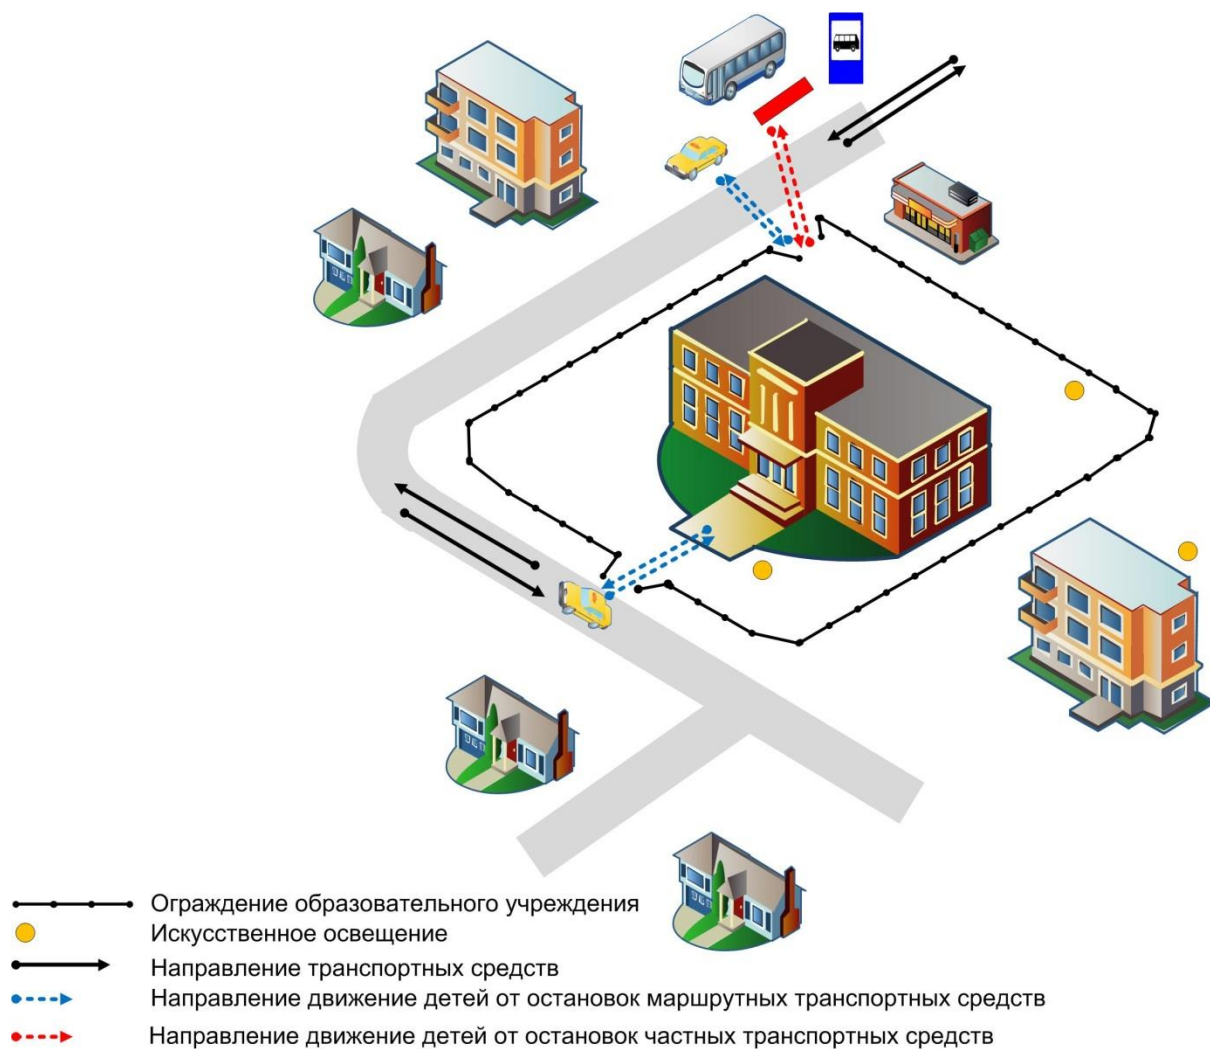 Ограждение образовательного учреждения
Искусственное освещение
Направление транспортных средств
Направление движение детей от остановок маршрутных транспортных средств
Направление движение детей от остановок частных транспортных средств